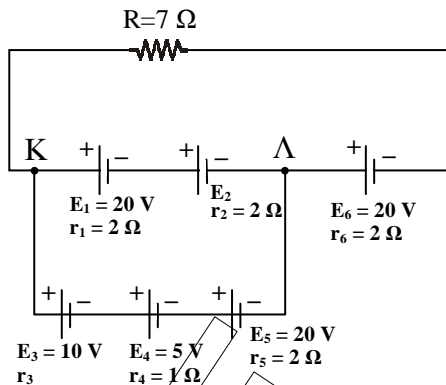 R=7 Ω
K + − + − Λ + −
E1 = 20 V
r1 = 2 Ω
E2
r2 = 2 Ω
E6 = 20 V
r6 = 2 Ω
+ − + − + −
E3 = 10 V
r3
E4 = 5 V
r4 = 1 Ω
E5 = 20 V
r5 = 2 Ω